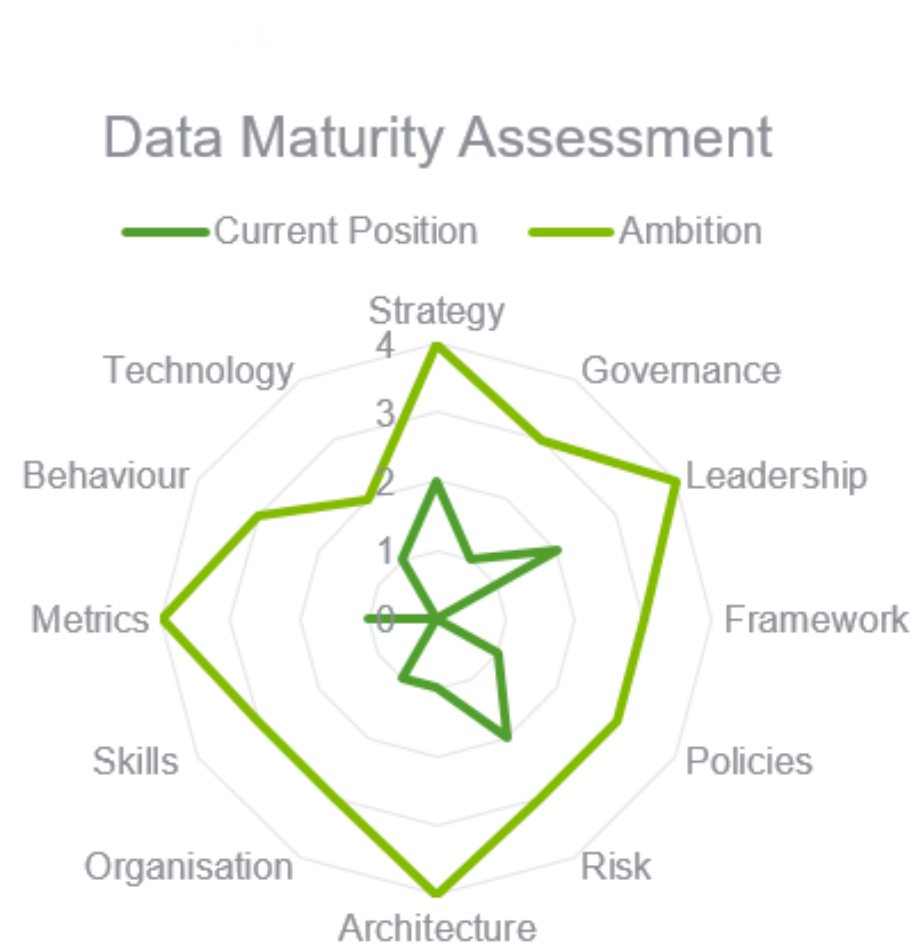 Data Maturity Assessment
Current Position Ambition
Strategy
4
Technology Governance
3
Behaviour 2 Leadership
1
Metrics 0 Framework
Skills Policies
Organisation Risk
Architecture